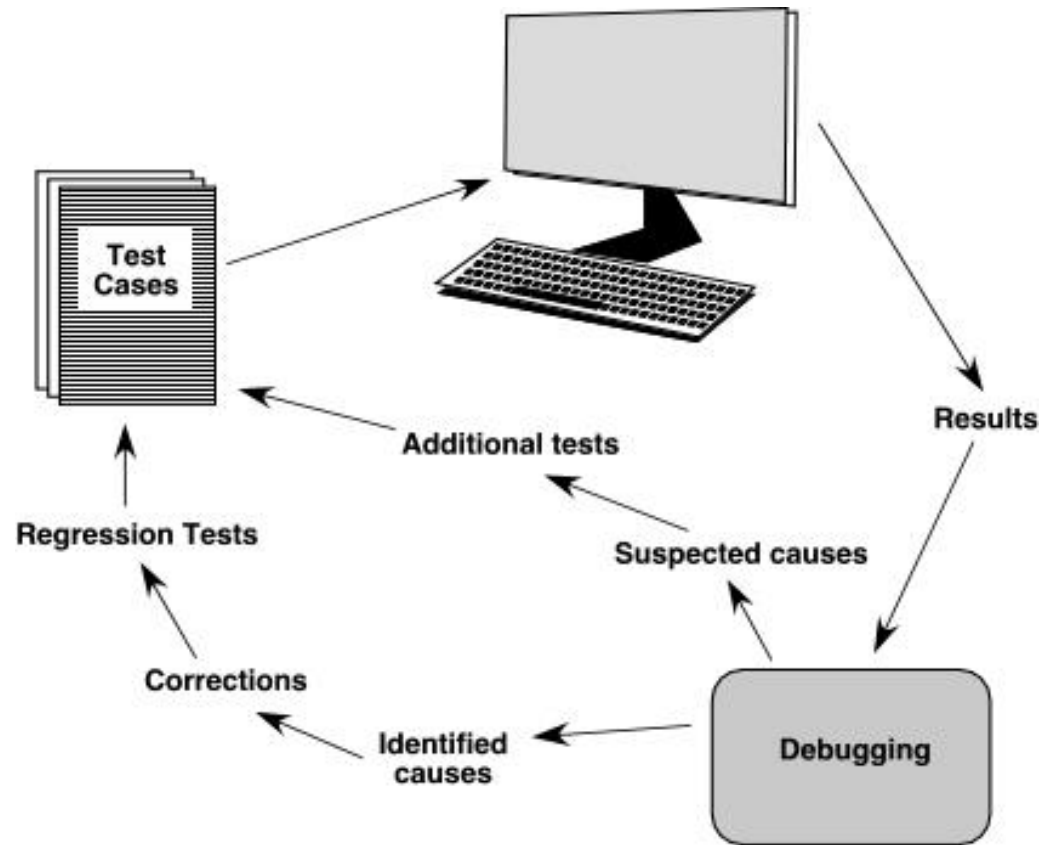 Test
Cases
Results
Additional tests
Regression Tests
Suspected causes
Corrections
Identified
causes
Debugging